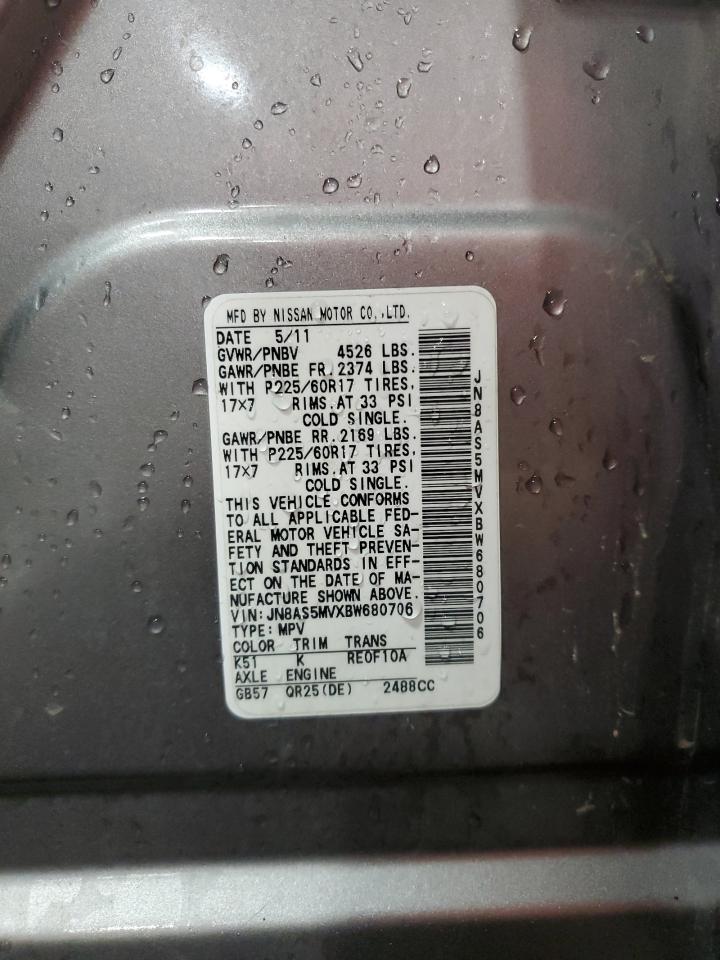 MFD BY NISSAN MOTOR CO.,LTD.
DATE 5/11
GVWR/PNBV 4526 LBS.
GAWR/PNBE FR.2374 LBS.
WITH P225/60R17 TIRES,
17×7 RIMS.AT 33 PSI
COLD SINGLE.
GAWR/PNBE RR.2169 LBS.
WITH P225/60R17 TIRES,
17×7 RIMS.AT 33 PSI
COLD SINGLE.
THIS VEHICLE CONFORMS
TO ALL APPLICABLE FED-
ERAL MOTOR VEHICLE SA-
FETY AND THEFT PREVEN-
TION STANDARDS IN EFF-
ECT ON THE DATE OF MA-
NUFACTURE SHOWN ABOVE.
VIN:JN8AS5MVXBW680706
TYPE:MPV
COLOR TRIM TRANS
K51 K RE0F10A
AXLE ENGINE
GB57 QR25(DE) 2488CC
JN8AS5MVXBW680706